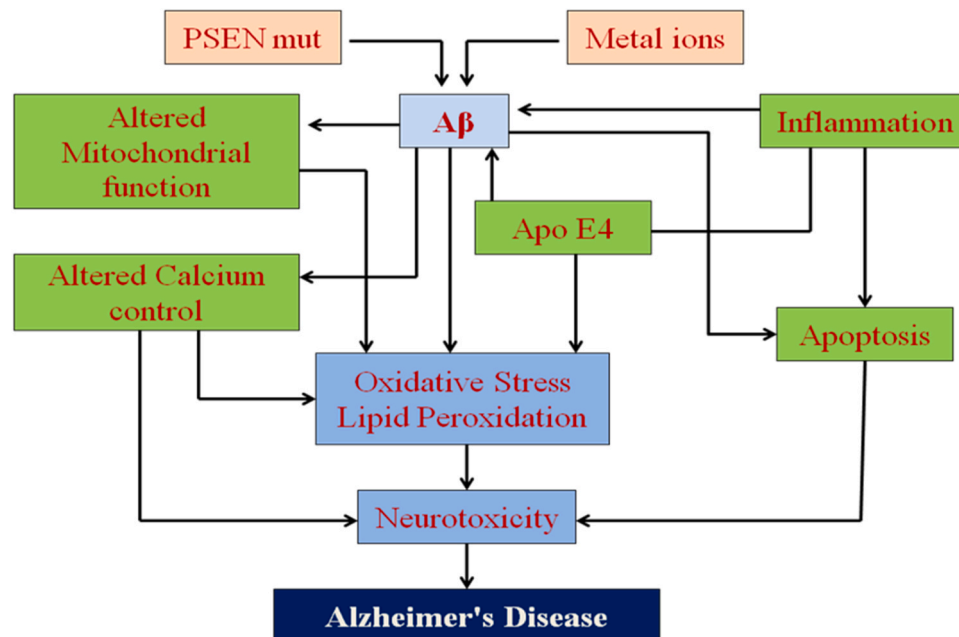 PSEN mut
Metal ions
Altered
Mitochondrial
function
Aβ
Inflammation
Apo E4
Altered Calcium
control
Apoptosis
Oxidative Stress
Lipid Peroxidation
Neurotoxicity
Alzheimer's Disease